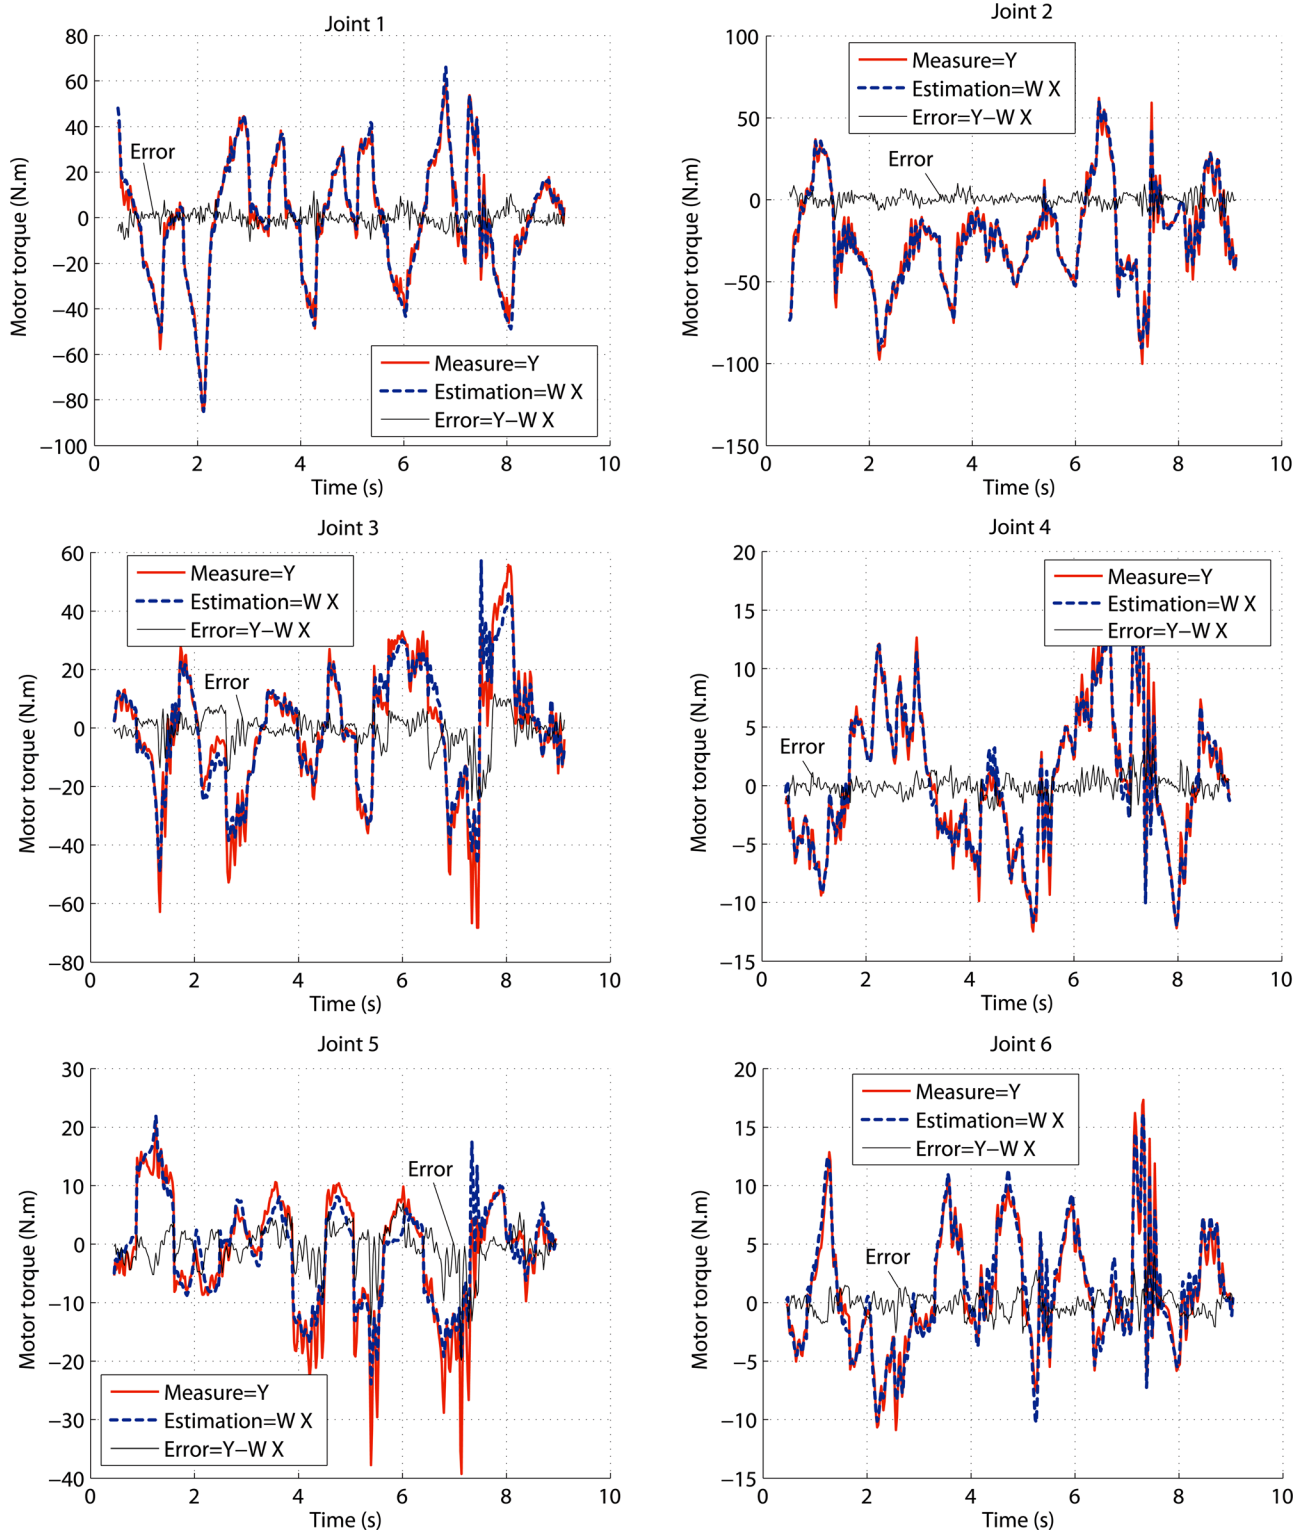 Joint 1
80
60
40
20
0
−20
−40
−60
−80
−100
Motor torque (N.m)
Error
Measure=Y
Estimation=W X
Error=Y−W X
0 2 4 6 8 10
Time (s)
Joint 2
100
50
0
−50
−100
−150
Motor torque (N.m)
Measure=Y
Estimation=W X
Error=Y−W X
Error
0 2 4 6 8 10
Time (s)
Joint 3
60
40
20
0
−20
−40
−60
−80
Motor torque (N.m)
Measure=Y
Estimation=W X
Error=Y−W X
Error
0 2 4 6 8 10
Time (s)
Joint 4
20
15
10
5
0
−5
−10
−15
Motor torque (N.m)
Measure=Y
Estimation=W X
Error=Y−W X
Error
0 2 4 6 8 10
Time (s)
Joint 5
30
20
10
0
−10
−20
−30
−40
Motor torque (N.m)
Error
Measure=Y
Estimation=W X
Error=Y−W X
0 2 4 6 8 10
Time (s)
Joint 6
20
15
10
5
0
−5
−10
−15
Motor torque (N.m)
Measure=Y
Estimation=W X
Error=Y−W X
Error
0 2 4 6 8 10
Time (s)